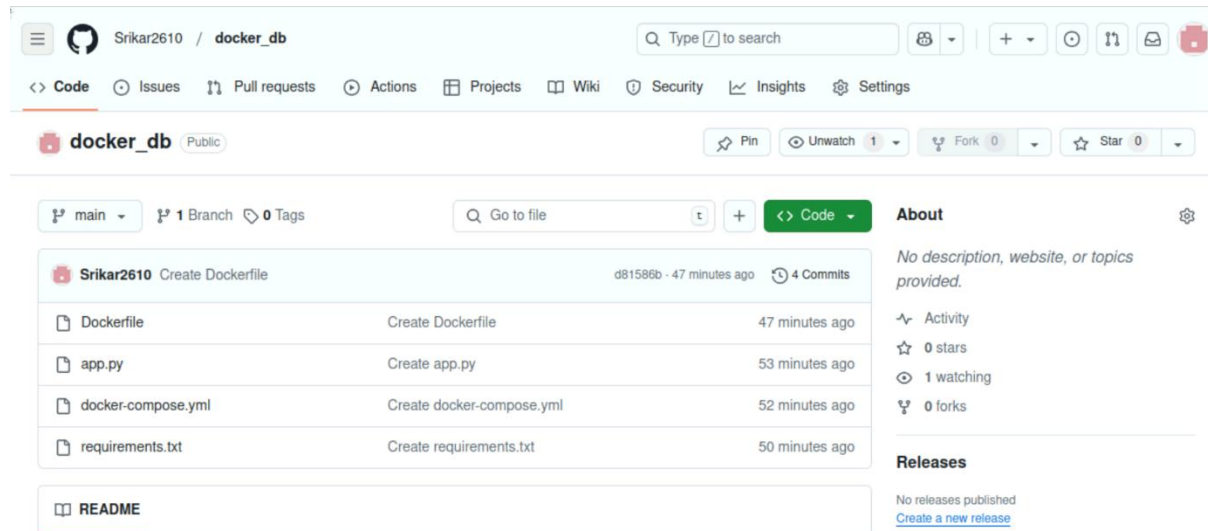 Srikar2610 / docker_db
Type / to search
Code Issues Pull requests Actions Projects Wiki Security Insights Settings
docker_db Public
Pin Unwatch 1 Fork 0 Star 0
main 1 Branch 0 Tags Go to file t + Code
Srikar2610 Create Dockerfile d81586b · 47 minutes ago 4 Commits
Dockerfile Create Dockerfile 47 minutes ago
app.py Create app.py 53 minutes ago
docker-compose.yml Create docker-compose.yml 52 minutes ago
requirements.txt Create requirements.txt 50 minutes ago
README
About
No description, website, or topics
provided.
Activity
0 stars
1 watching
0 forks
Releases
No releases published
Create a new release